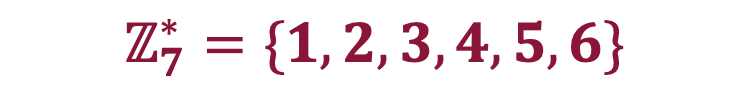 ℤ₇* = {1, 2, 3, 4, 5, 6}